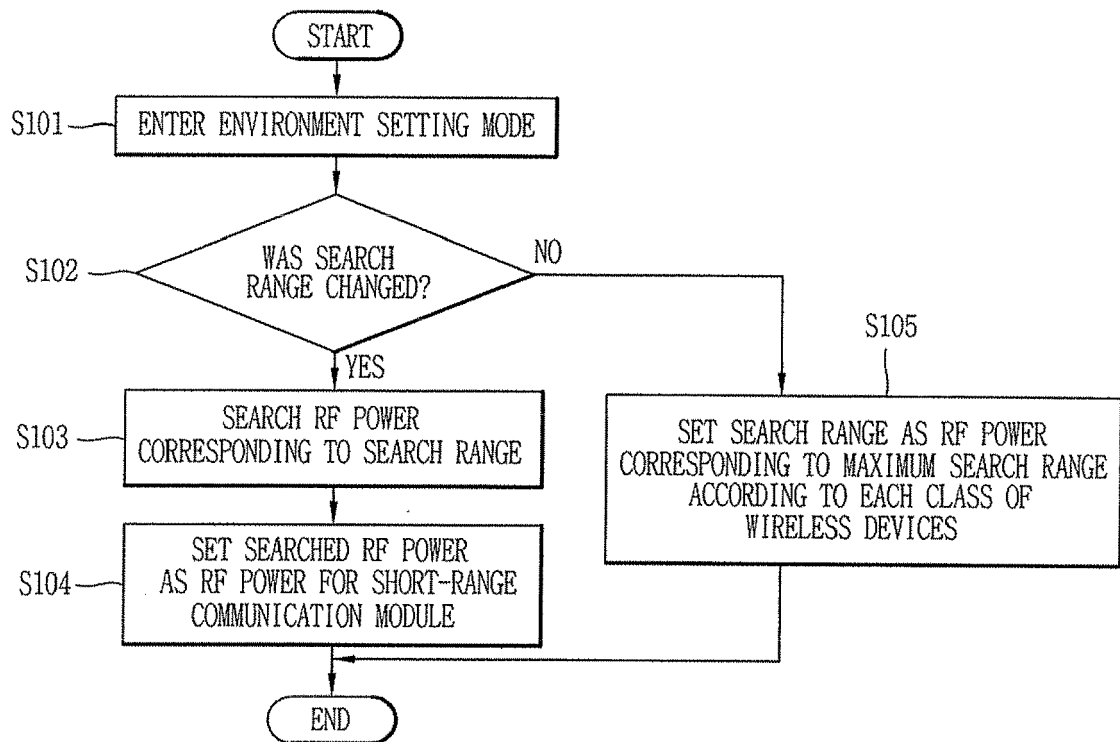 START
S101
ENTER ENVIRONMENT SETTING MODE
S102
WAS SEARCH
RANGE CHANGED?
NO
YES
S103
SEARCH RF POWER
CORRESPONDING TO SEARCH RANGE
S104
SET SEARCHED RF POWER
AS RF POWER FOR SHORT-RANGE
COMMUNICATION MODULE
S105
SET SEARCH RANGE AS RF POWER
CORRESPONDING TO MAXIMUM SEARCH RANGE
ACCORDING TO EACH CLASS OF
WIRELESS DEVICES
END